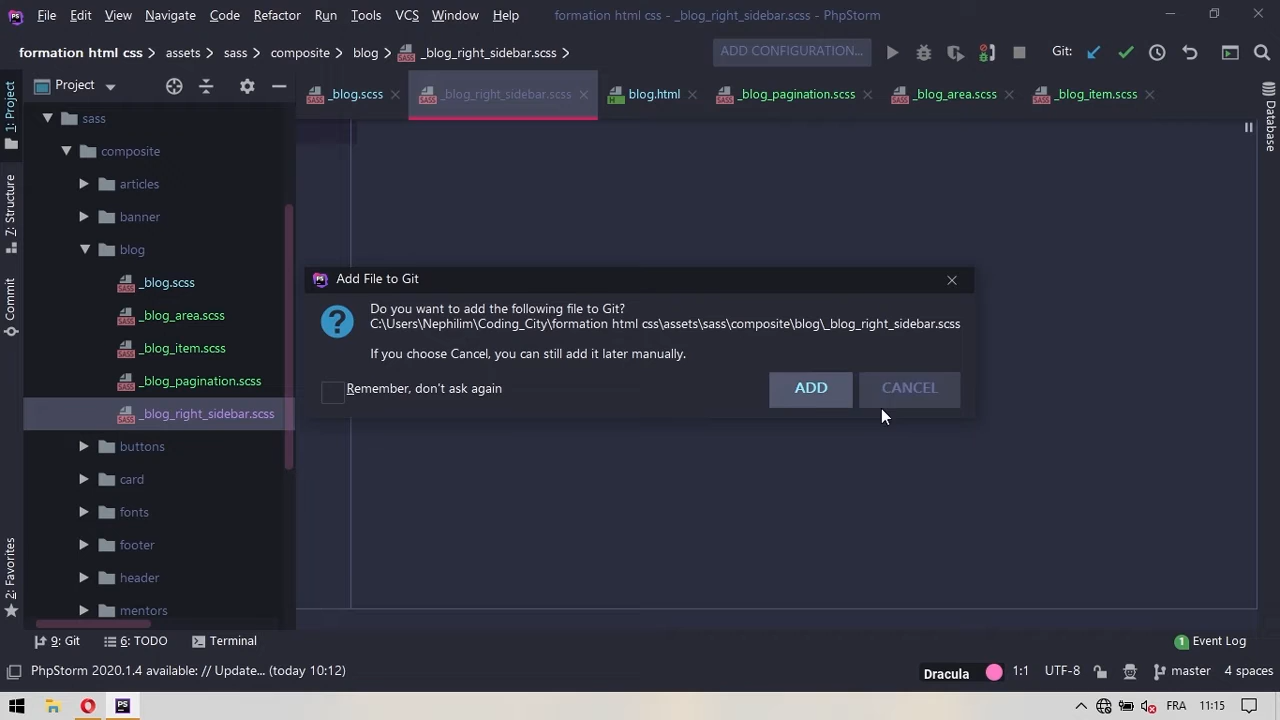 File Edit View Navigate Code Refactor Run Tools VCS Window Help formation html css - _blog_right_sidebar.scss - PhpStorm
formation html css assets sass composite blog _blog_right_sidebar.scss ADD CONFIGURATION... Git:
Project _blog.scss _blog_right_sidebar.scss blog.html _blog_pagination.scss _blog_area.scss _blog_item.scss
1: Project
7: Structure
Commit
2: Favorites
Database
sass
composite
articles
banner
blog
_blog.scss
_blog_area.scss
_blog_item.scss
_blog_pagination.scss
_blog_right_sidebar.scss
buttons
card
fonts
footer
header
mentors
Add File to Git
Do you want to add the following file to Git?
C:\Users\Nephilim\Coding_City\formation html css\assets\sass\composite\blog\_blog_right_sidebar.scss
If you choose Cancel, you can still add it later manually.
Remember, don't ask again ADD CANCEL
9: Git 6: TODO Terminal 1 Event Log
PhpStorm 2020.1.4 available: // Update... (today 10:12) Dracula 1:1 UTF-8 master 4 spaces
PS FRA 11:15